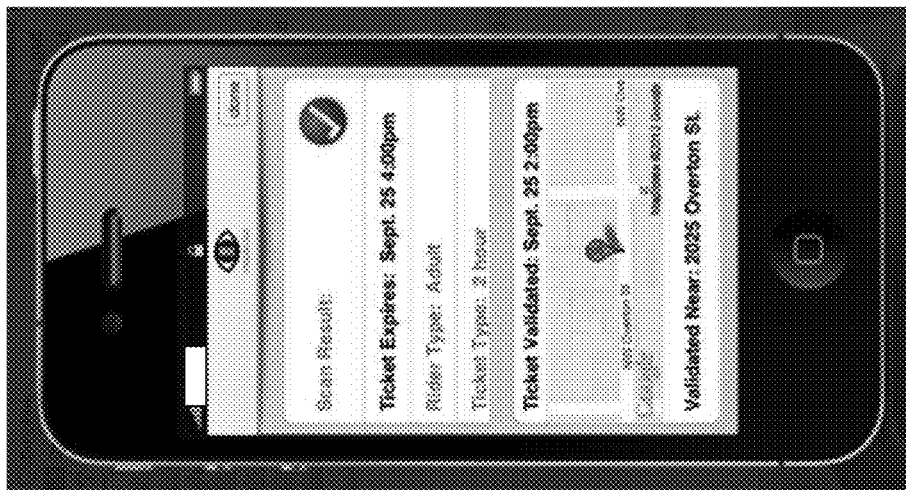 Scan Result:
Ticket Expires: Sept. 25 4:00pm
Rider Type: Adult
Ticket Type: 2 Hour
Ticket Validated: Sept. 25 2:00pm
Google
Validated Near: 2025 Overton St.